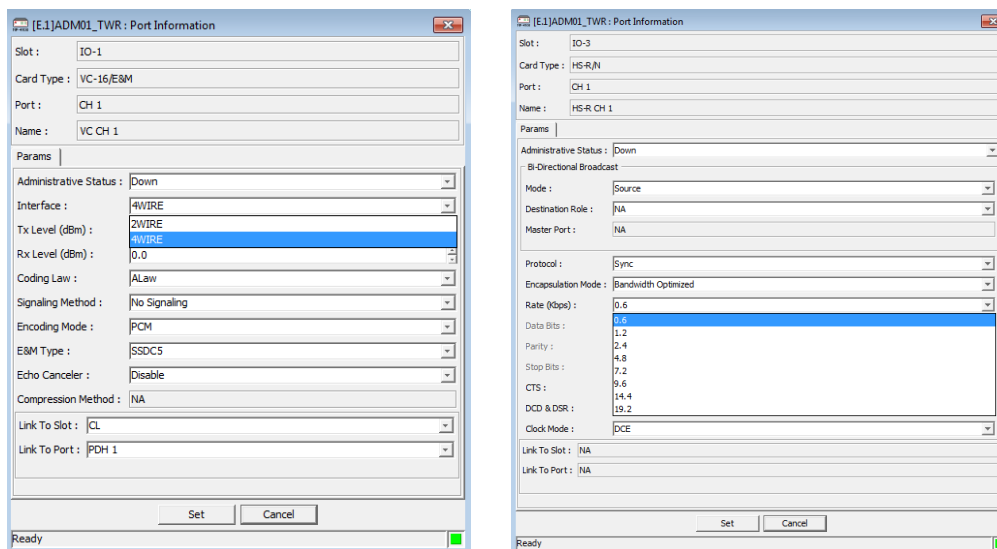 [E.1]ADM01_TWR : Port Information
Slot : IO-1
Card Type : VC-16/E&M
Port : CH 1
Name : VC CH 1
Params
Administrative Status : Down
Interface : 4WIRE
2WIRE
Tx Level (dBm) : 4WIRE
Rx Level (dBm) : 0.0
Coding Law : ALaw
Signaling Method : No Signaling
Encoding Mode : PCM
E&M Type : SSDC5
Echo Canceler : Disable
Compression Method : NA
Link To Slot : CL
Link To Port : PDH 1
Set Cancel
Ready
[E.1]ADM01_TWR : Port Information
Slot : IO-3
Card Type : HS-R/N
Port : CH 1
Name : HS-R CH 1
Params
Administrative Status : Down
Bi-Directional Broadcast
Mode : Source
Destination Role : NA
Master Port : NA
Protocol : Sync
Encapsulation Mode : Bandwidth Optimized
Rate (Kbps) : 0.6
0.6
Data Bits : 1.2
Parity : 2.4
4.8
Stop Bits : 7.2
CTS : 9.6
14.4
DCD & DSR : 19.2
Clock Mode : DCE
Link To Slot : NA
Link To Port : NA
Set Cancel
Ready